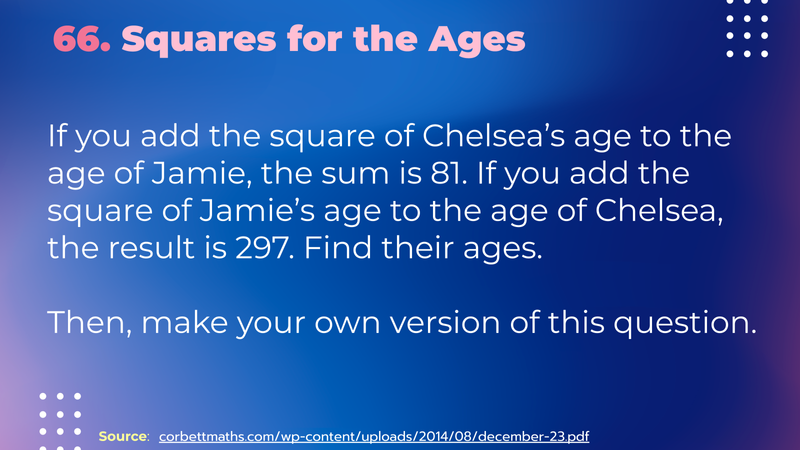 66. Squares for the Ages
If you add the square of Chelsea’s age to the
age of Jamie, the sum is 81. If you add the
square of Jamie’s age to the age of Chelsea,
the result is 297. Find their ages.
Then, make your own version of this question.
Source: corbettmaths.com/wp-content/uploads/2014/08/december-23.pdf